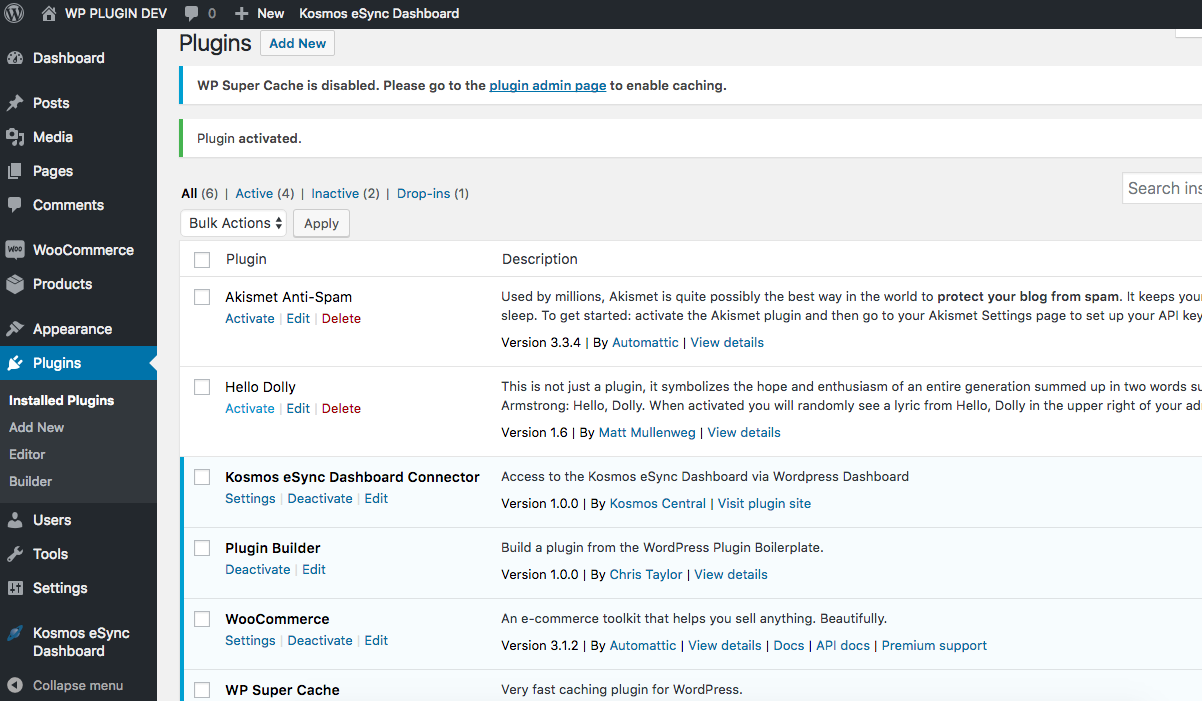 WP PLUGIN DEV 0 New Kosmos eSync Dashboard
Dashboard
Posts
Media
Pages
Comments
WOO WooCommerce
Products
Appearance
Plugins
Installed Plugins
Add New
Editor
Builder
Users
Tools
Settings
Kosmos eSync
Dashboard
Collapse menu
Plugins Add New
WP Super Cache is disabled. Please go to the plugin admin page to enable caching.
Plugin activated.
All (6) | Active (4) | Inactive (2) | Drop-ins (1)
Search ins
Bulk Actions Apply
Plugin Description
Akismet Anti-Spam
Activate | Edit | Delete
Used by millions, Akismet is quite possibly the best way in the world to protect your blog from spam. It keeps you
sleep. To get started: activate the Akismet plugin and then go to your Akismet Settings page to set up your API key
Version 3.3.4 | By Automattic | View details
Hello Dolly
Activate | Edit | Delete
This is not just a plugin, it symbolizes the hope and enthusiasm of an entire generation summed up in two words su
Armstrong: Hello, Dolly. When activated you will randomly see a lyric from Hello, Dolly in the upper right of your ad
Version 1.6 | By Matt Mullenweg | View details
Kosmos eSync Dashboard Connector
Settings | Deactivate | Edit
Access to the Kosmos eSync Dashboard via Wordpress Dashboard
Version 1.0.0 | By Kosmos Central | Visit plugin site
Plugin Builder
Deactivate | Edit
Build a plugin from the WordPress Plugin Boilerplate.
Version 1.0.0 | By Chris Taylor | View details
WooCommerce
Settings | Deactivate | Edit
An e-commerce toolkit that helps you sell anything. Beautifully.
Version 3.1.2 | By Automattic | View details | Docs | API docs | Premium support
WP Super Cache
Very fast caching plugin for WordPress.